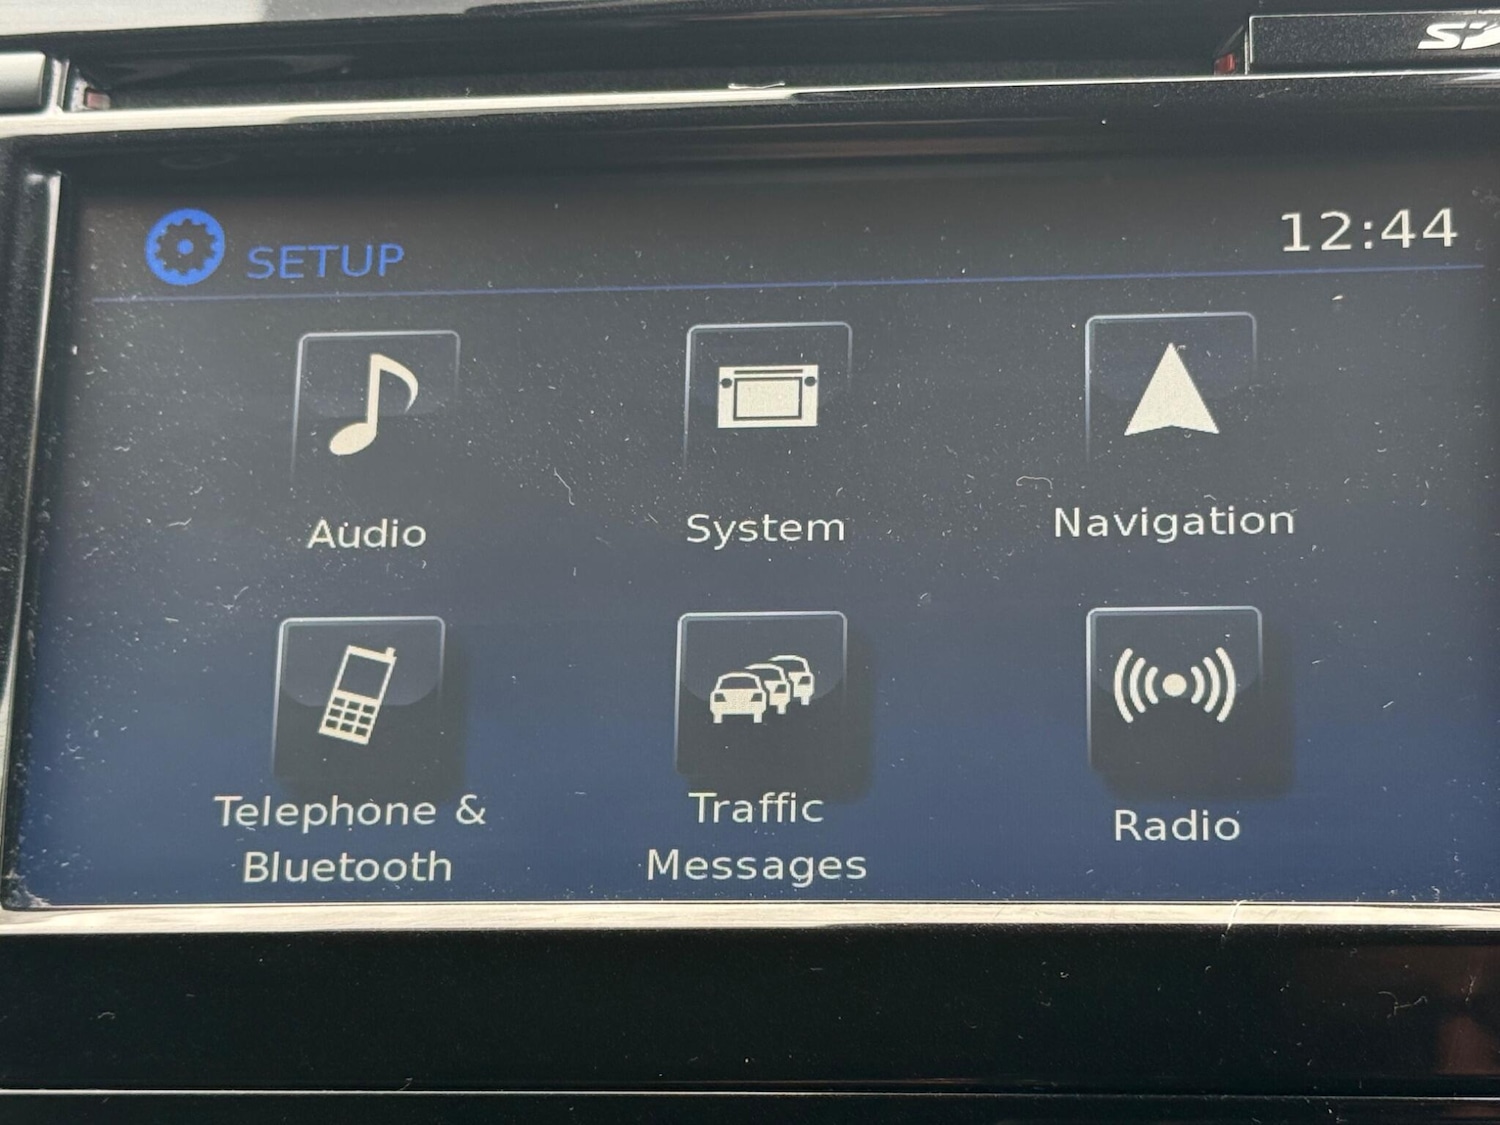 SETUP
12:44
Audio
System
Navigation
Telephone &
Bluetooth
Traffic
Messages
Radio